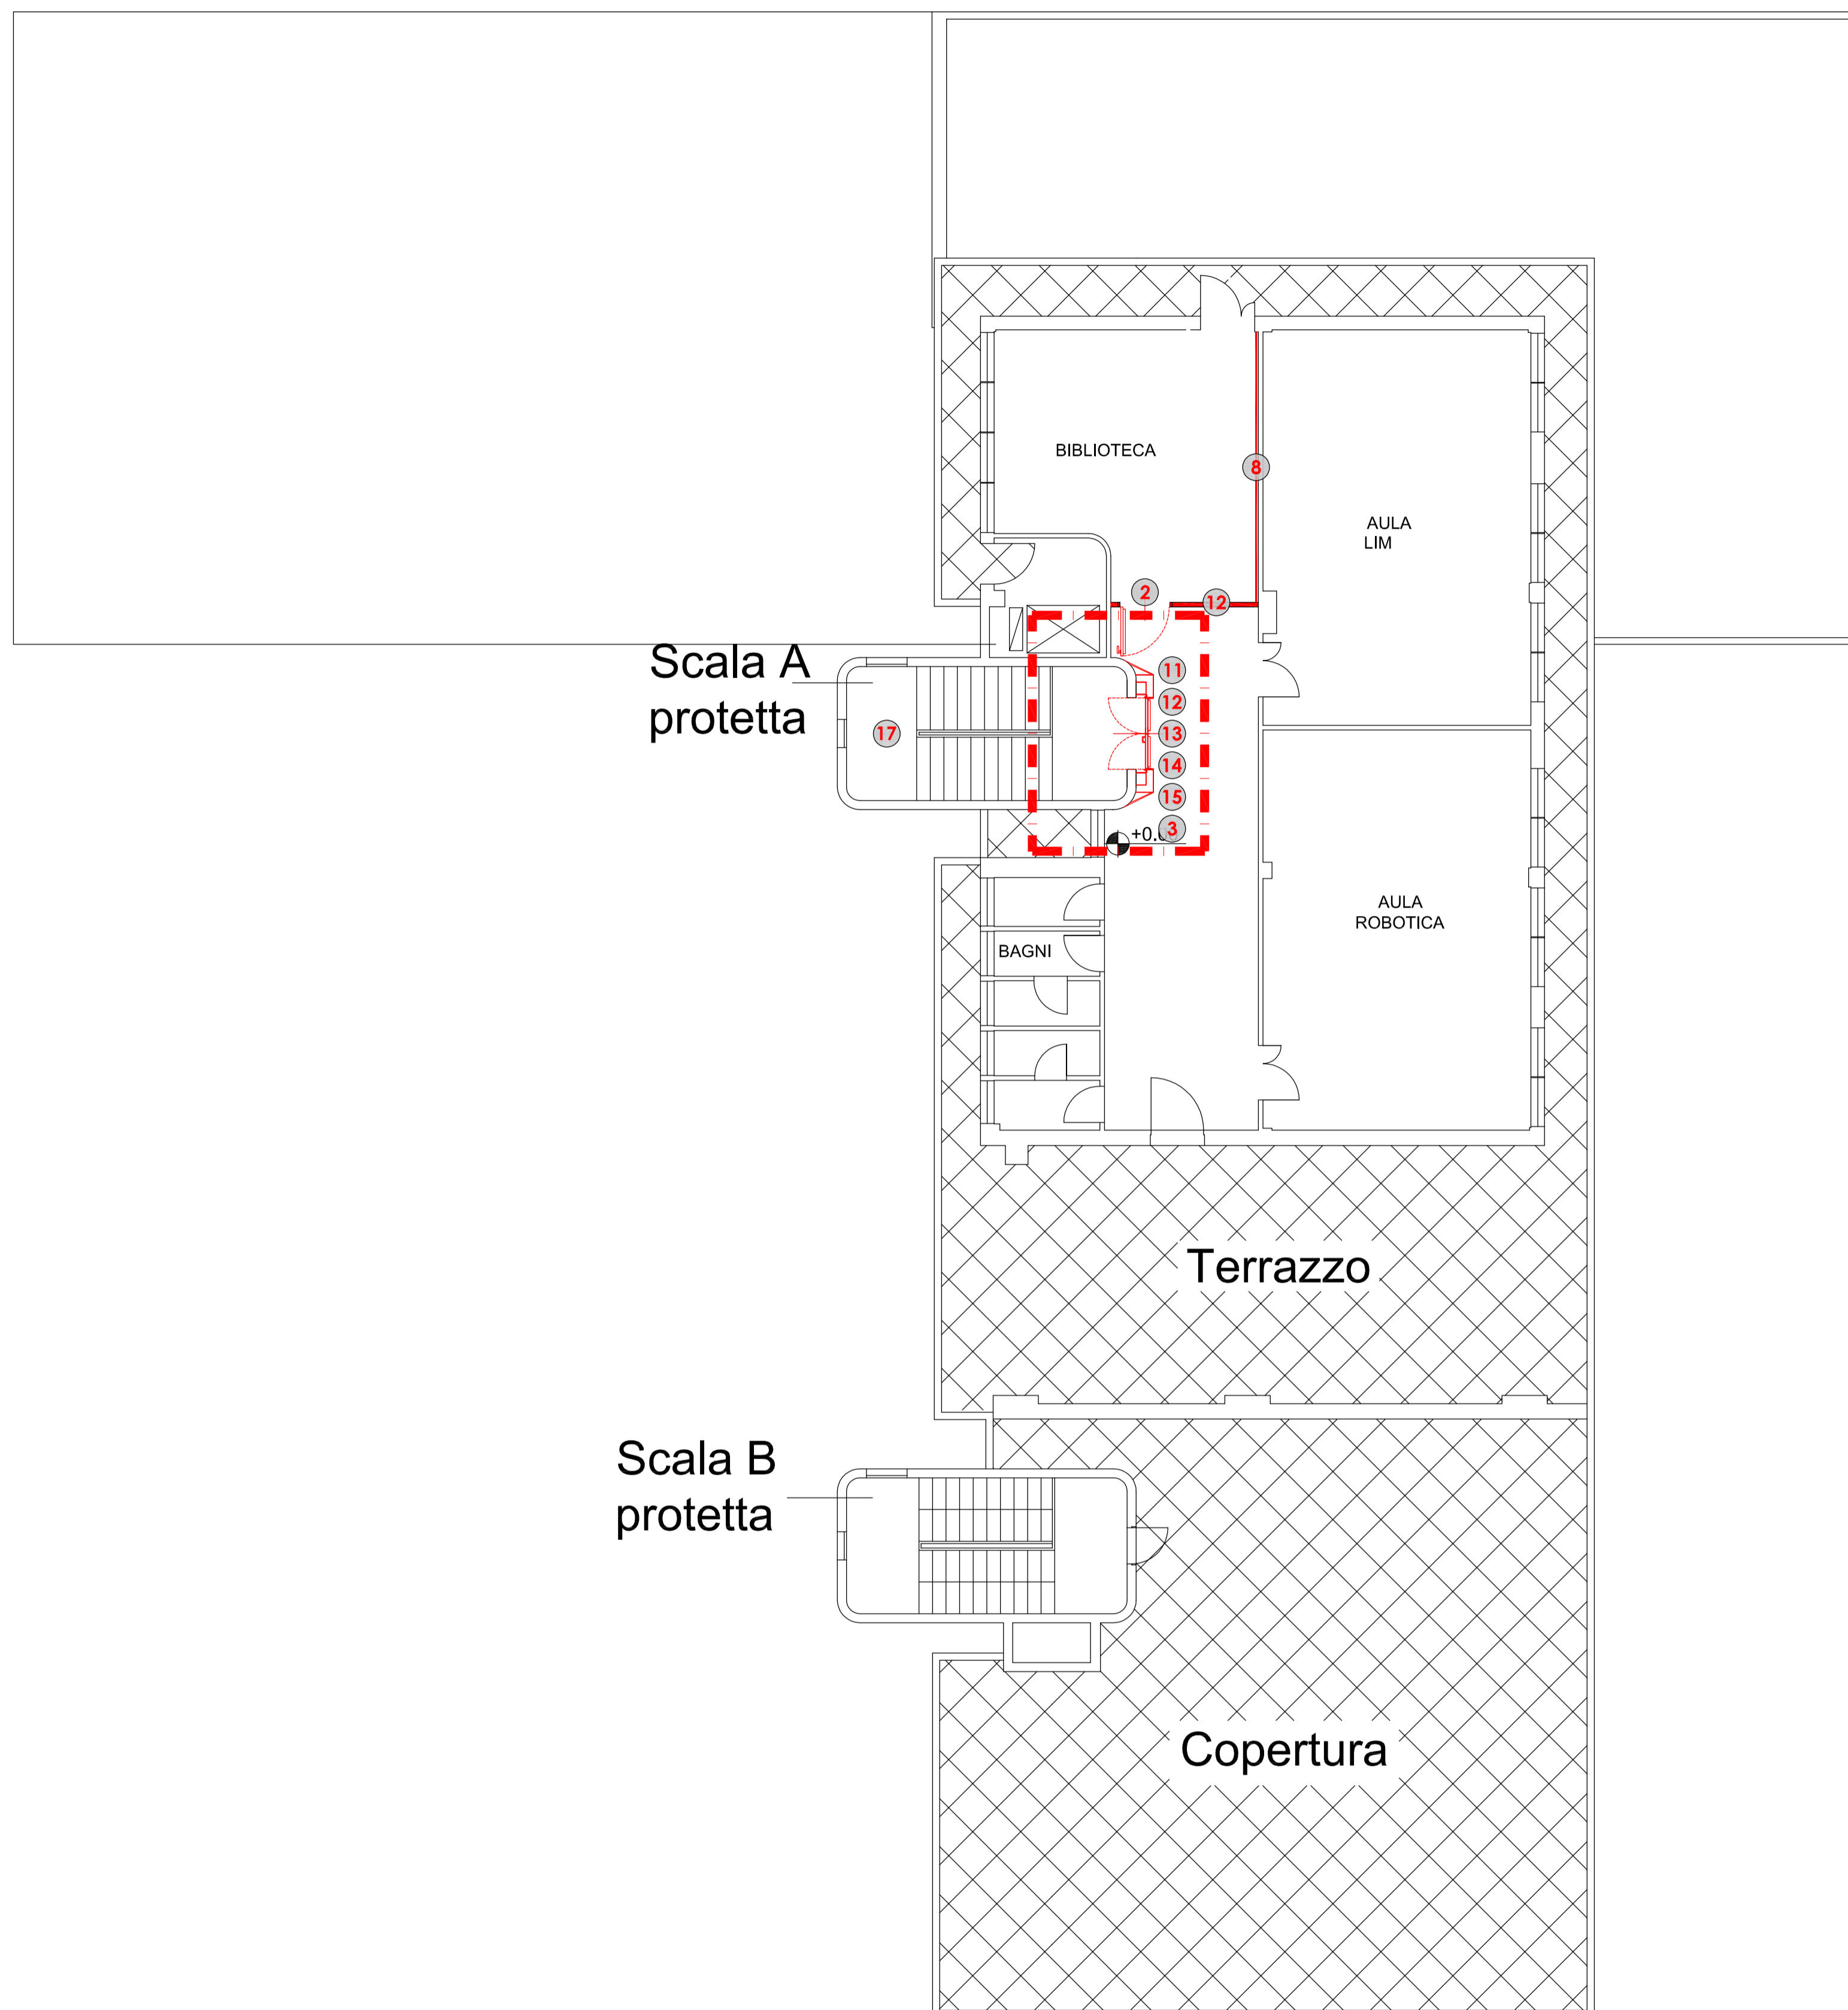 BIBLIOTECA
8
AULA
LIM
2
12
Scala A
protetta
11
12
13
17
14
15
3
+0.
AULA
ROBOTICA
BAGNI
Terrazzo
Scala B
protetta
Copertura